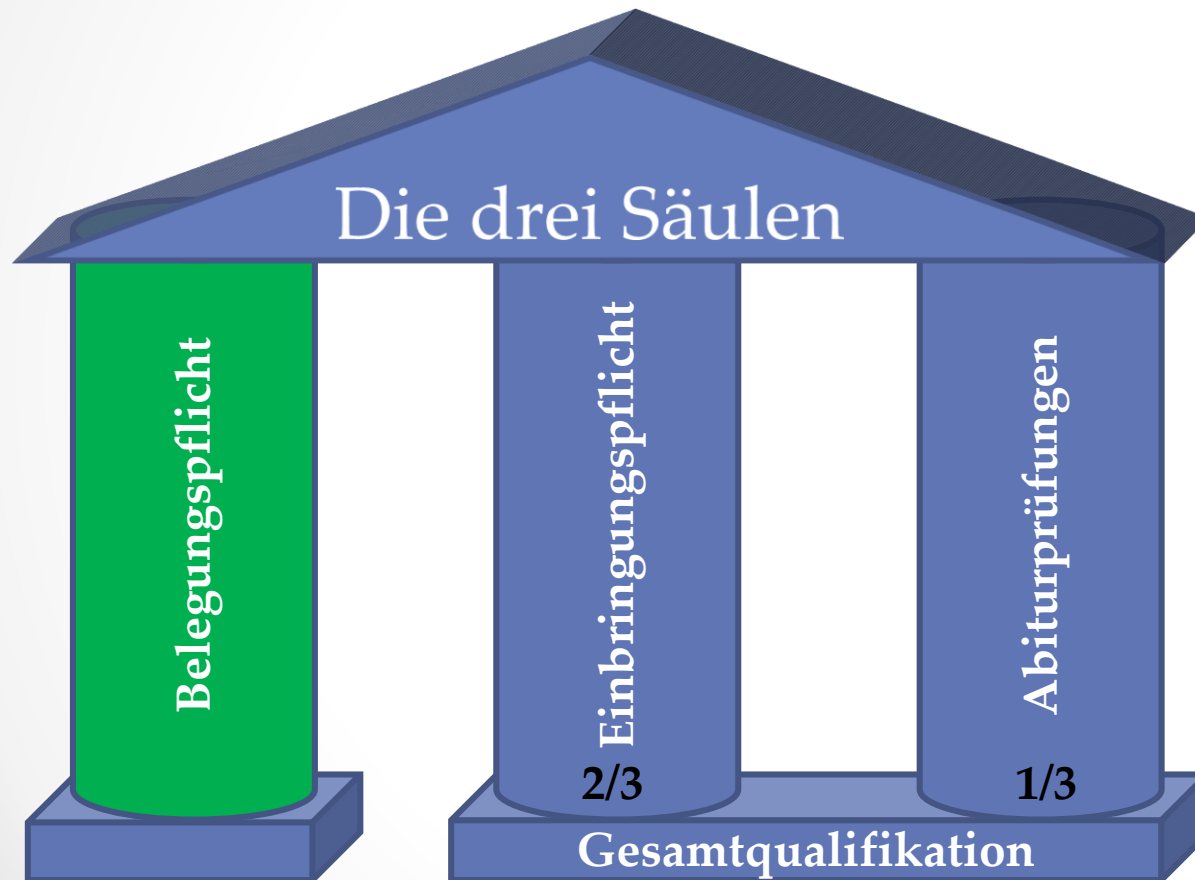 Die drei Säulen
Belegungspflicht
Einbringungspflicht
Abiturprüfungen
2/3
1/3
Gesamtqualifikation